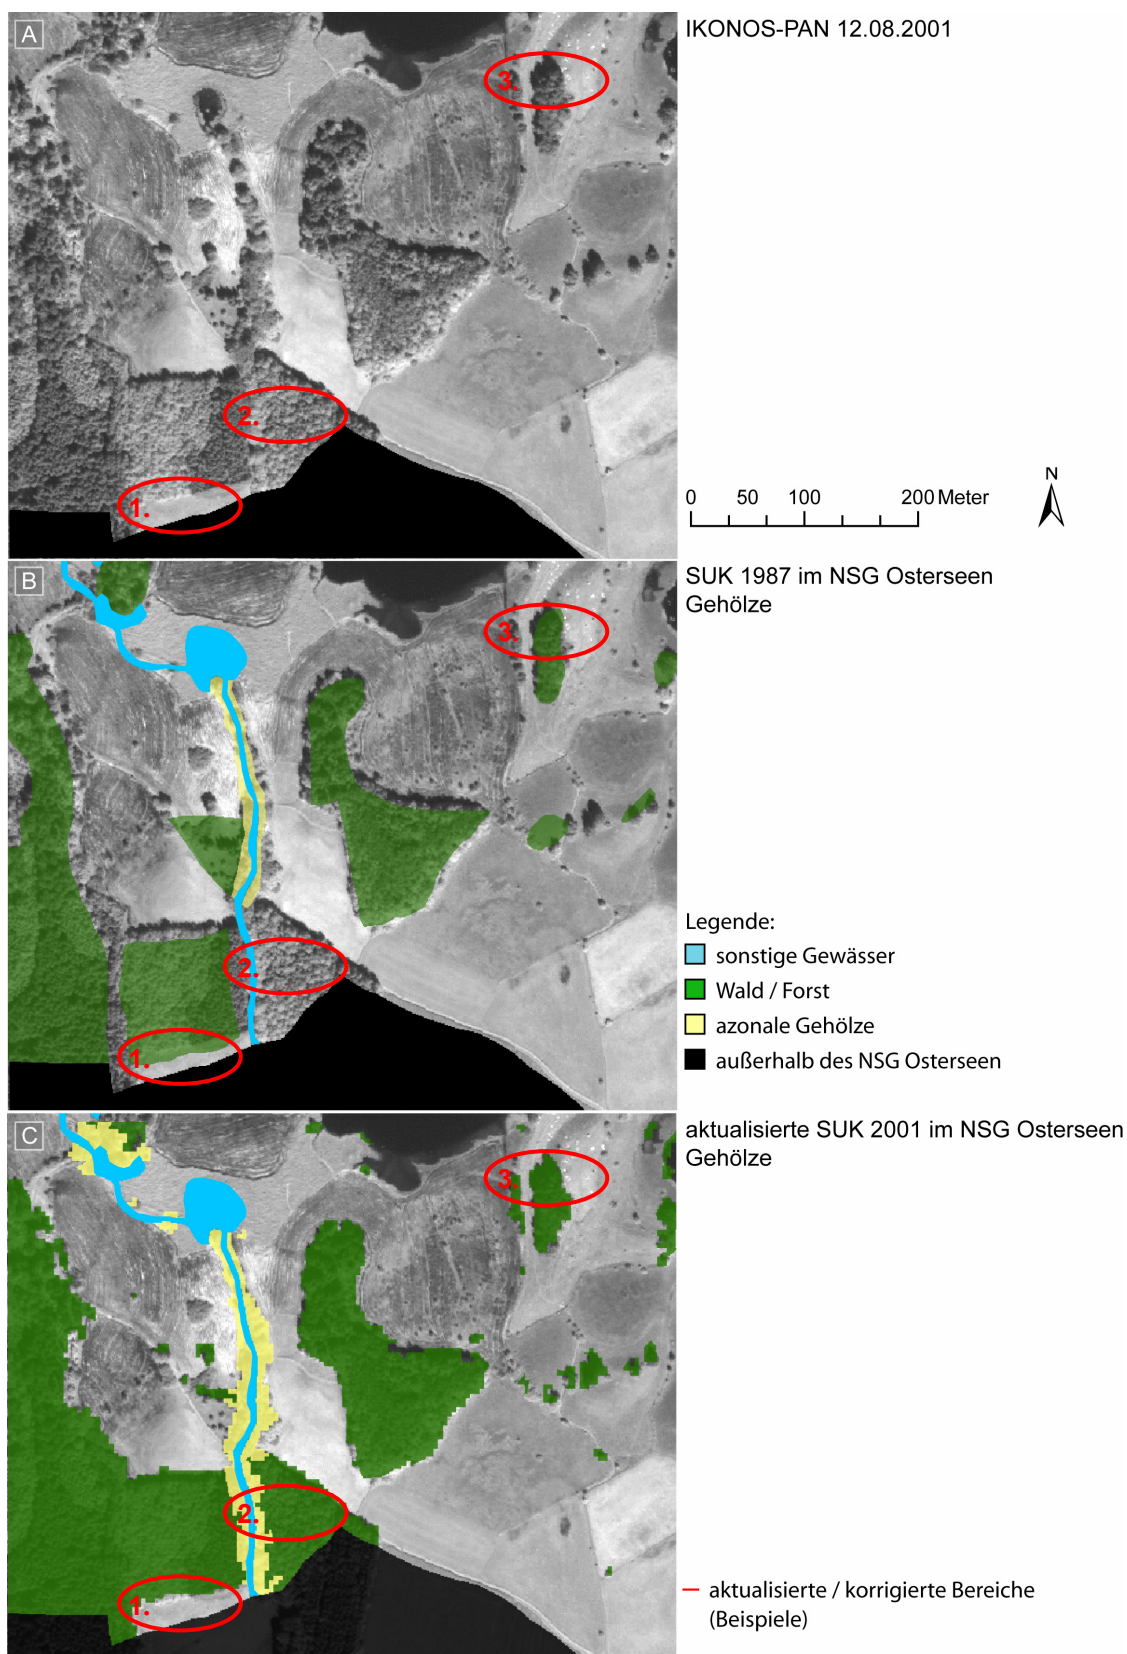 A
IKONOS-PAN 12.08.2001
3.
2.
1.
N
0 50 100 200 Meter
B
SUK 1987 im NSG Osterseen
Gehölze
3.
2.
1.
Legende:
sonstige Gewässer
Wald / Forst
azonale Gehölze
außerhalb des NSG Osterseen
C
aktualisierte SUK 2001 im NSG Osterseen
Gehölze
3.
2.
1.
aktualisierte / korrigierte Bereiche
(Beispiele)